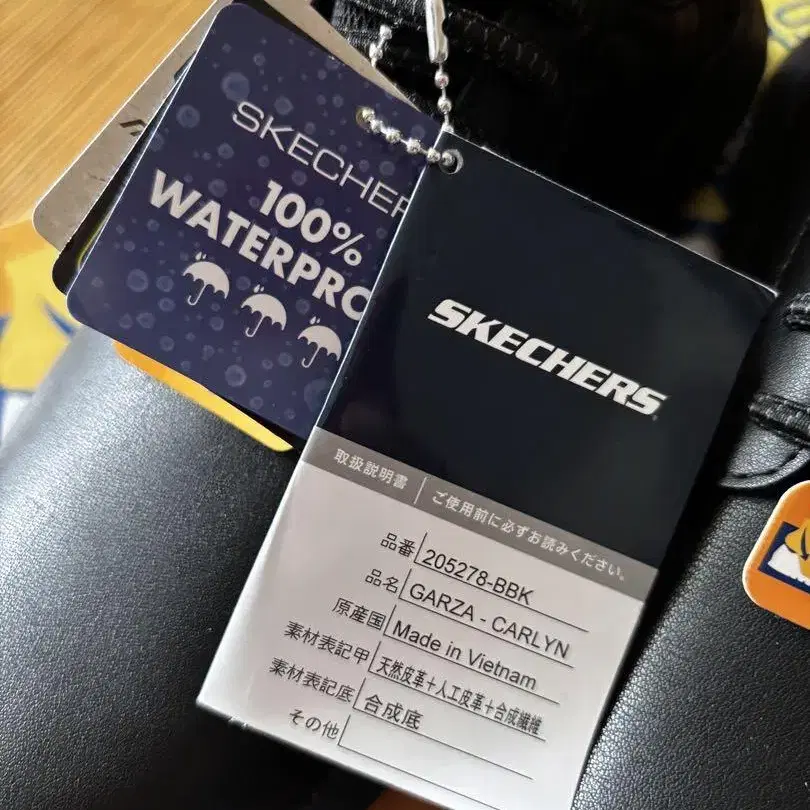 SKECHER
100%
WATERPRO
SKECHERS
取扱説明書 ご使用前に必ずお読みください。
品番 205278-BBK
品名 GARZA - CARLYN
原産国 Made in Vietnam
素材表記甲 天然皮革＋人工皮革＋合成繊維
素材表記底 合成底
その他